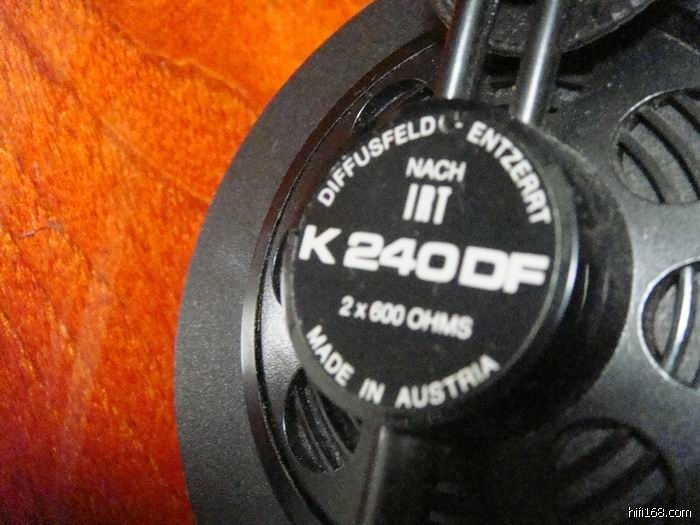 DIFFUSFELD - ENTZERRT
NACH
IRT
K 240 DF
2 x 600 OHMS
MADE IN AUSTRIA
hifi168.com